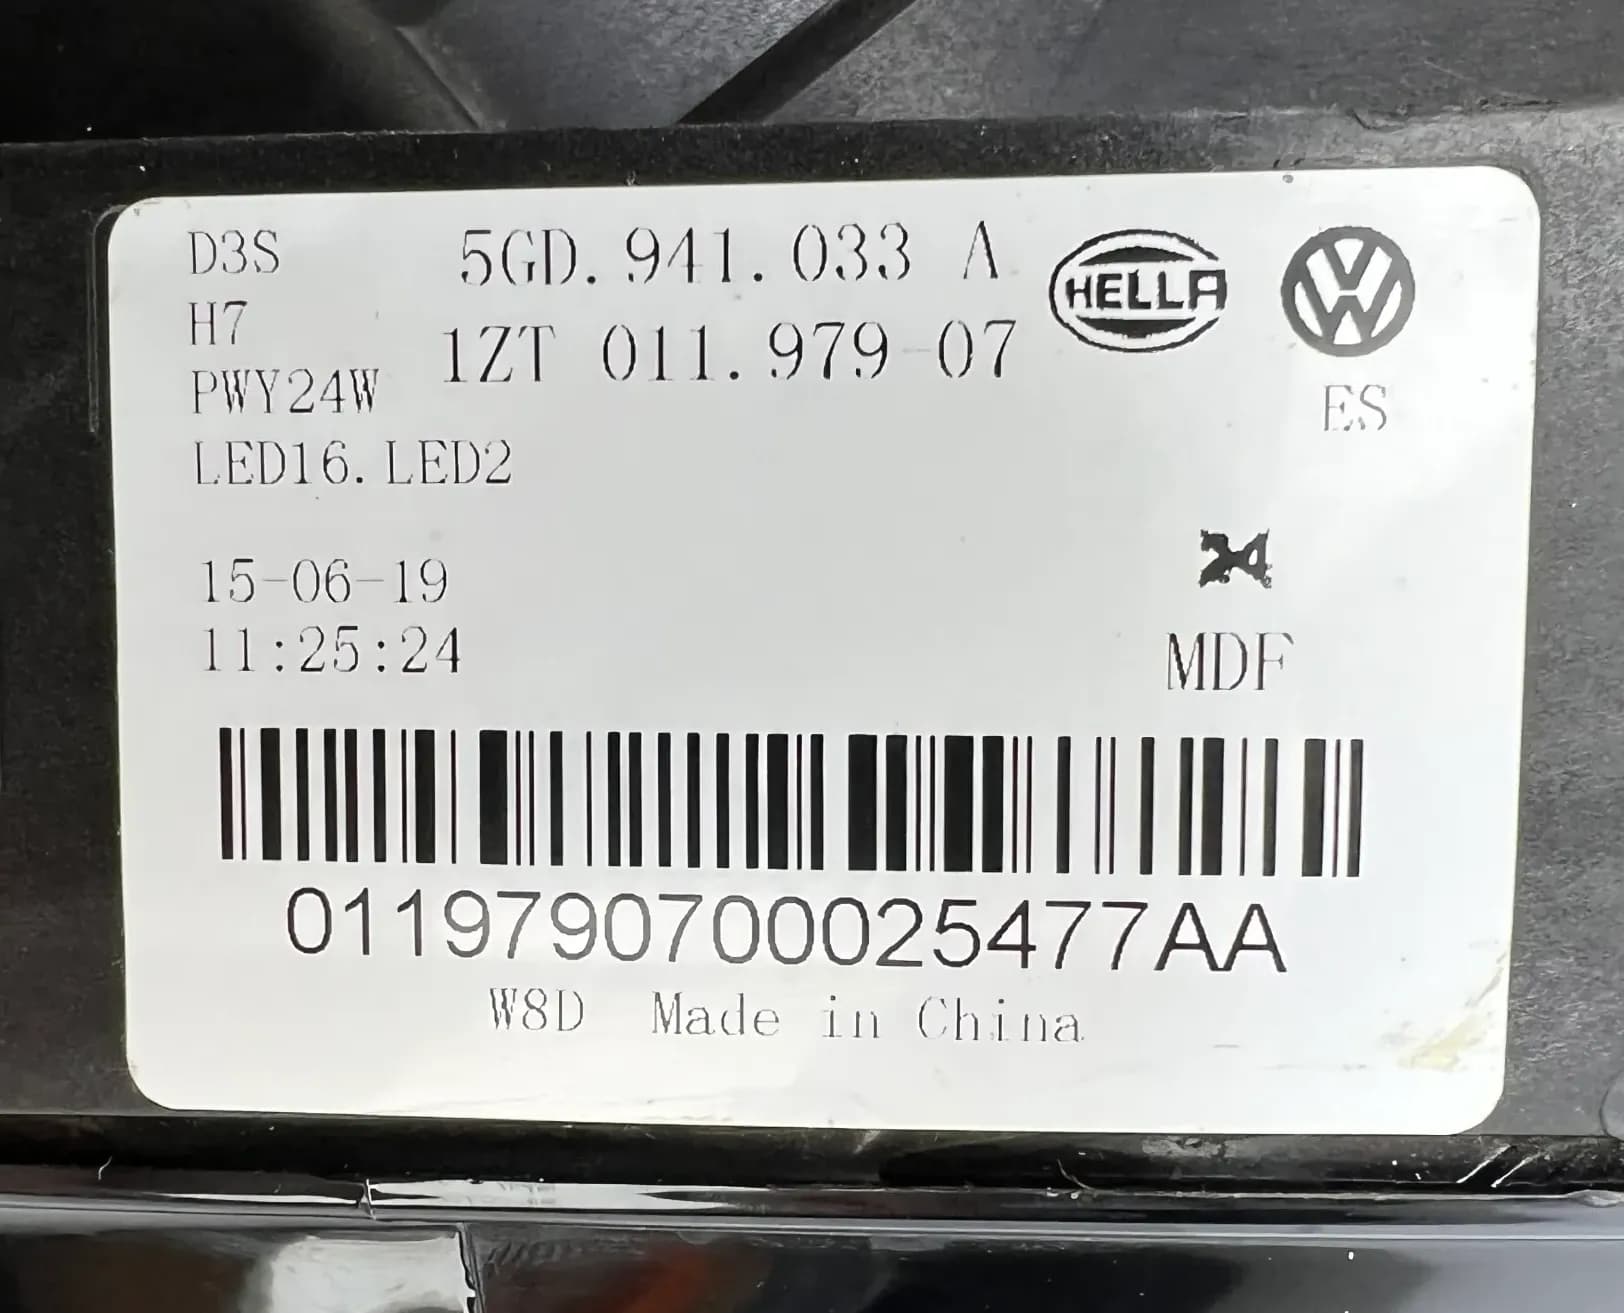 D3S 5GD.941.033 A
H7
1ZT 011.979-07
HELLA
PWY24W
ES
LED16.LED2
15-06-19
24
11:25:24
MDF
0119790700025477AA
W8D Made in China